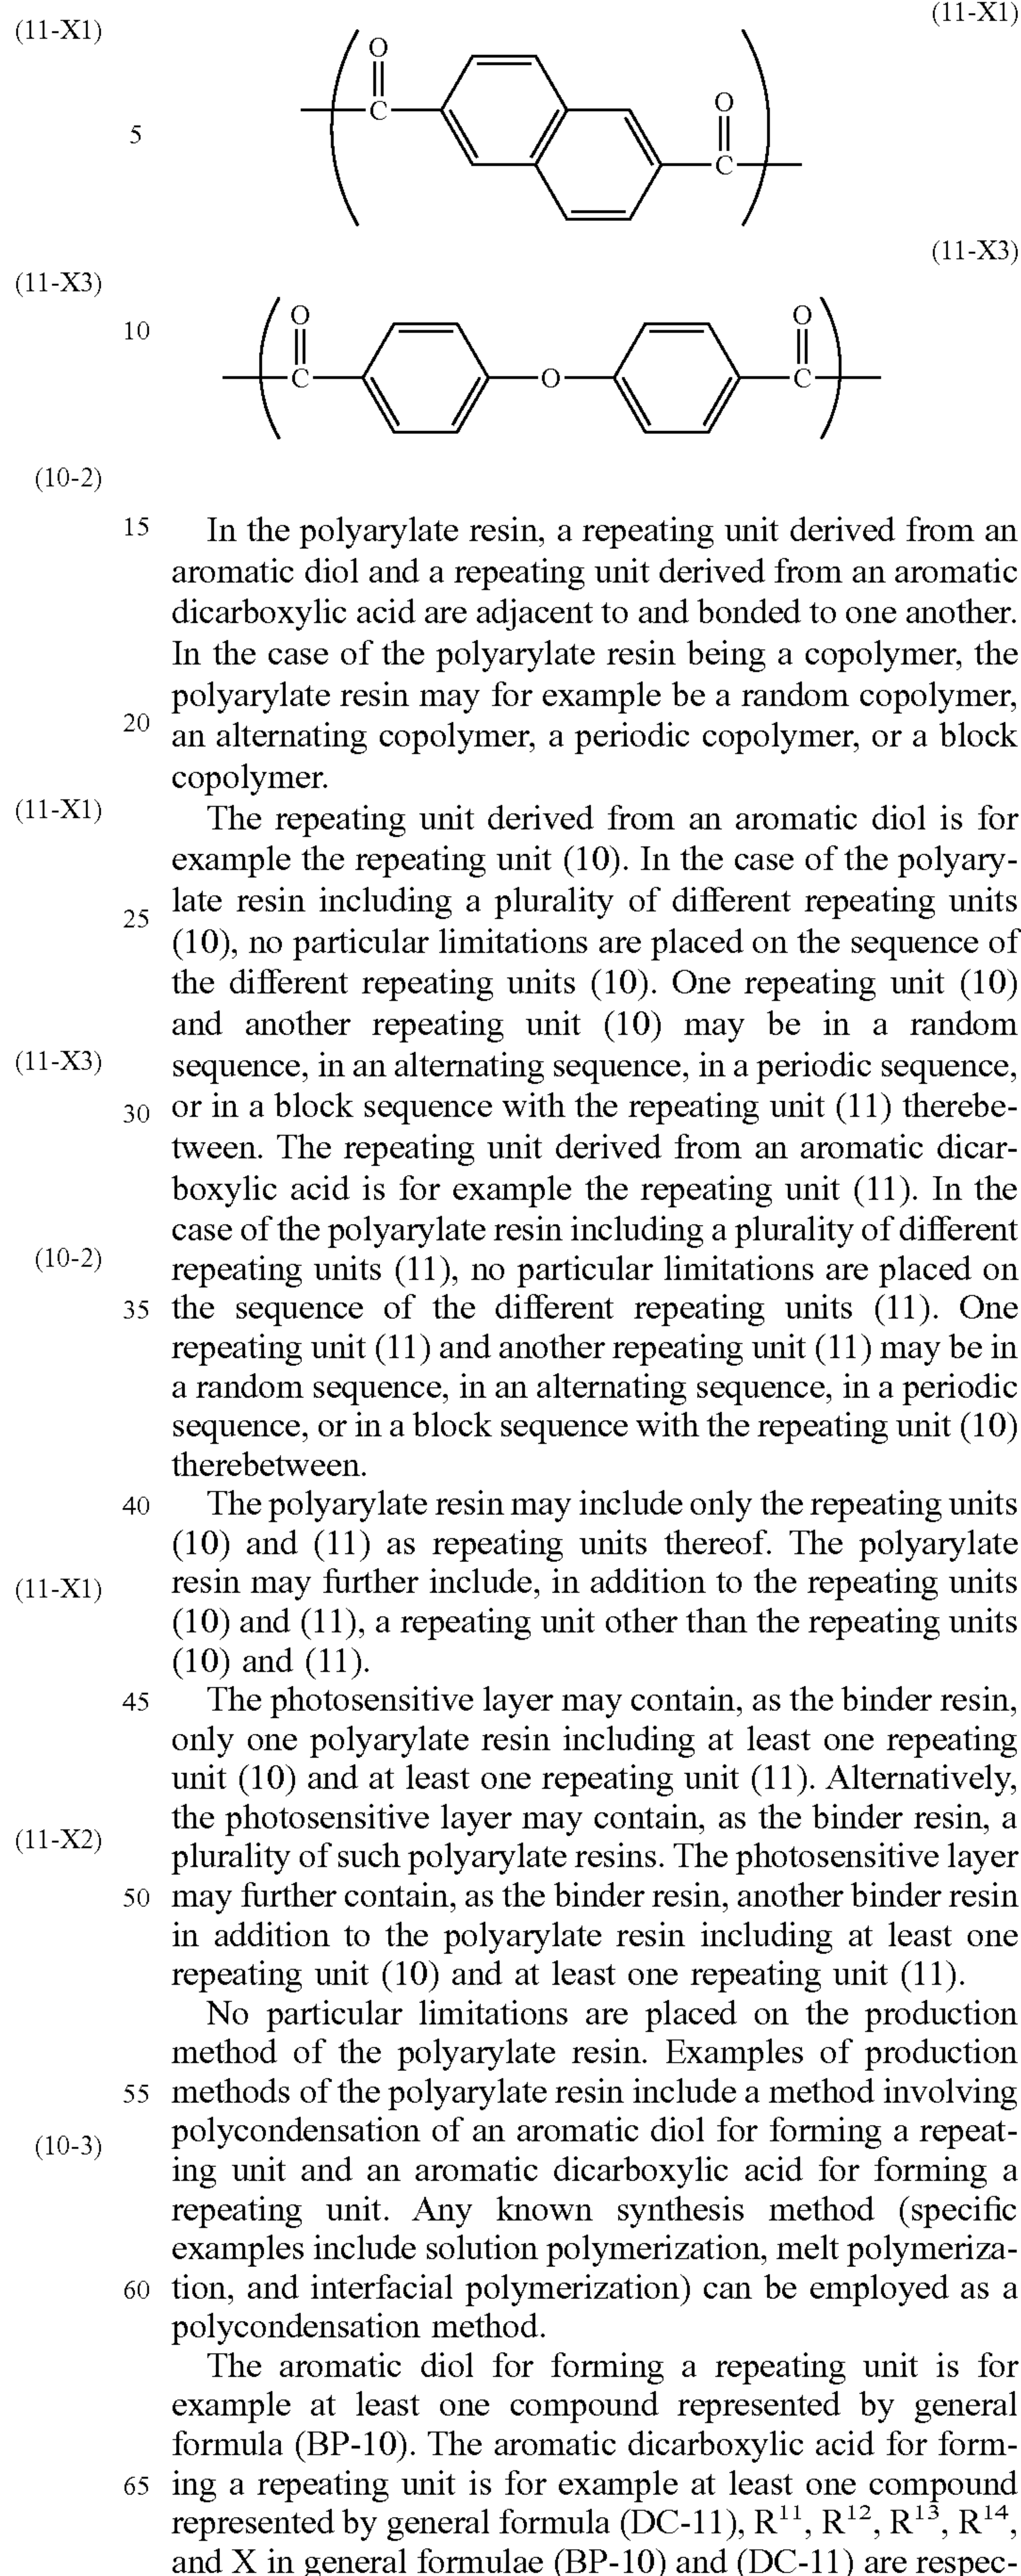 (11-X1)
(11-X1)
O
C
O
C
5
(11-X3)
(11-X3)
10
O
O
C
O
C
(10-2)
15 In the polyarylate resin, a repeating unit derived from an
aromatic diol and a repeating unit derived from an aromatic
dicarboxylic acid are adjacent to and bonded to one another.
In the case of the polyarylate resin being a copolymer, the
polyarylate resin may for example be a random copolymer,
20 an alternating copolymer, a periodic copolymer, or a block
copolymer.
(11-X1)
The repeating unit derived from an aromatic diol is for
example the repeating unit (10). In the case of the polyary-
25 late resin including a plurality of different repeating units
(10), no particular limitations are placed on the sequence of
the different repeating units (10). One repeating unit (10)
and another repeating unit (10) may be in a random
(11-X3)
sequence, in an alternating sequence, in a periodic sequence,
30 or in a block sequence with the repeating unit (11) therebe-
tween. The repeating unit derived from an aromatic dicar-
boxylic acid is for example the repeating unit (11). In the
case of the polyarylate resin including a plurality of different
(10-2)
repeating units (11), no particular limitations are placed on
35 the sequence of the different repeating units (11). One
repeating unit (11) and another repeating unit (11) may be in
a random sequence, in an alternating sequence, in a periodic
sequence, or in a block sequence with the repeating unit (10)
therebetween.
40 The polyarylate resin may include only the repeating units
(10) and (11) as repeating units thereof. The polyarylate
(11-X1)
resin may further include, in addition to the repeating units
(10) and (11), a repeating unit other than the repeating units
(10) and (11).
45 The photosensitive layer may contain, as the binder resin,
only one polyarylate resin including at least one repeating
unit (10) and at least one repeating unit (11). Alternatively,
the photosensitive layer may contain, as the binder resin, a
(11-X2)
plurality of such polyarylate resins. The photosensitive layer
50 may further contain, as the binder resin, another binder resin
in addition to the polyarylate resin including at least one
repeating unit (10) and at least one repeating unit (11).
No particular limitations are placed on the production
method of the polyarylate resin. Examples of production
55 methods of the polyarylate resin include a method involving
(10-3)
polycondensation of an aromatic diol for forming a repeat-
ing unit and an aromatic dicarboxylic acid for forming a
repeating unit. Any known synthesis method (specific
examples include solution polymerization, melt polymeriza-
60 tion, and interfacial polymerization) can be employed as a
polycondensation method.
The aromatic diol for forming a repeating unit is for
example at least one compound represented by general
formula (BP-10). The aromatic dicarboxylic acid for form-
65 ing a repeating unit is for example at least one compound
represented by general formula (DC-11), R¹¹, R¹², R¹³, R¹⁴,
and X in general formulae (BP-10) and (DC-11) are respec-